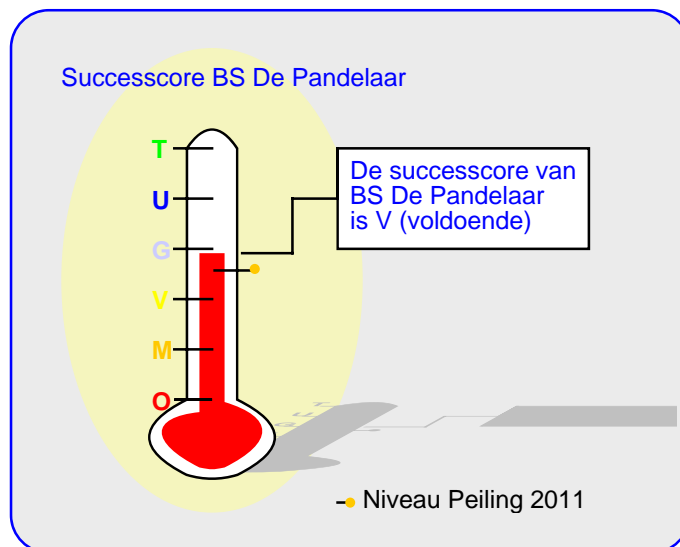 Successcore BS De Pandelaar
T
U
G
V
M
O
De successcore van
BS De Pandelaar
is V (voldoende)
Niveau Peiling 2011